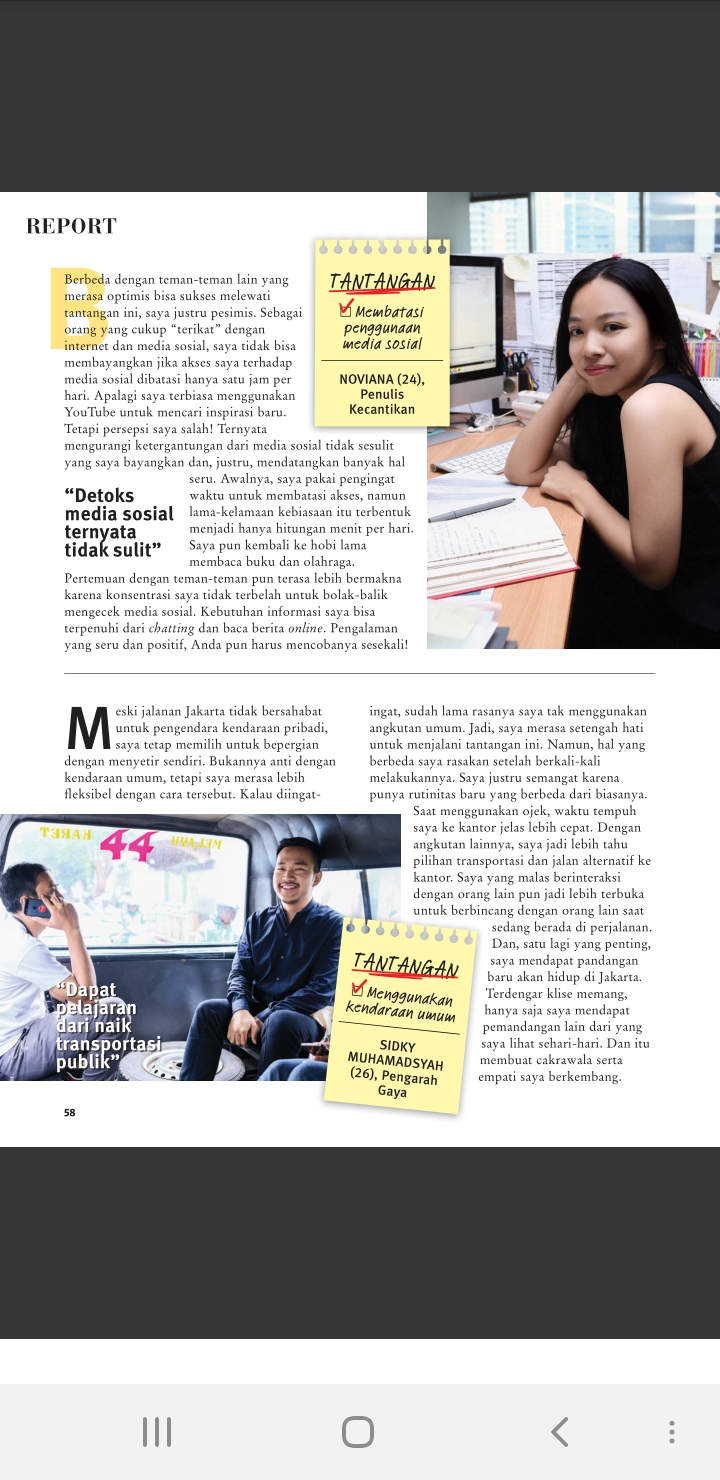 REPORT
Berbeda dengan teman-teman lain yang
merasa optimis bisa sukses melewati
tantangan ini, saya justru pesimis. Sebagai
orang yang cukup “terikat” dengan
internet dan media sosial, saya tidak bisa
membayangkan jika akses saya terhadap
media sosial dibatasi hanya satu jam per
hari. Apalagi saya terbiasa menggunakan
YouTube untuk mencari inspirasi baru.
Tetapi persepsi saya salah! Ternyata
mengurangi ketergantungan dari media sosial tidak sesulit
yang saya bayangkan dan, justru, mendatangkan banyak hal
seru. Awalnya, saya pakai pengingat
waktu untuk membatasi akses, namun
lama-kelamaan kebiasaan itu terbentuk
menjadi hanya hitungan menit per hari.
Saya pun kembali ke hobi lama
membaca buku dan olahraga.
Pertemuan dengan teman-teman pun terasa lebih bermakna
karena konsentrasi saya tidak terbelah untuk bolak-balik
mengecek media sosial. Kebutuhan informasi saya bisa
terpenuhi dari chatting dan baca berita online. Pengalaman
yang seru dan positif, Anda pun harus mencobanya sesekali!
“Detoks
media sosial
ternyata
tidak sulit”
TANTANGAN
Membatasi
penggunaan
media sosial
NOVIANA (24),
Penulis
Kecantikan
Meski jalanan Jakarta tidak bersahabat
untuk pengendara kendaraan pribadi,
saya tetap memilih untuk bepergian
dengan menyetir sendiri. Bukannya anti dengan
kendaraan umum, tetapi saya merasa lebih
fleksibel dengan cara tersebut. Kalau diingat-
ingat, sudah lama rasanya saya tak menggunakan
angkutan umum. Jadi, saya merasa setengah hati
untuk menjalani tantangan ini. Namun, hal yang
berbeda saya rasakan setelah berkali-kali
melakukannya. Saya justru semangat karena
punya rutinitas baru yang berbeda dari biasanya.
Saat menggunakan ojek, waktu tempuh
saya ke kantor jelas lebih cepat. Dengan
angkutan lainnya, saya jadi lebih tahu
pilihan transportasi dan jalan alternatif ke
kantor. Saya yang malas berinteraksi
dengan orang lain pun jadi lebih terbuka
untuk berbincang dengan orang lain saat
sedang berada di perjalanan.
Dan, satu lagi yang penting,
saya mendapat pandangan
baru akan hidup di Jakarta.
Terdengar klise memang,
hanya saja saya mendapat
pemandangan lain dari yang
saya lihat sehari-hari. Dan itu
membuat cakrawala serta
empati saya berkembang.
KARET 44 MELAYU
“Dapat
pelajaran
dari naik
transportasi
publik”
TANTANGAN
Menggunakan
kendaraan umum
SIDKY
MUHAMADSYAH
(26), Pengarah
Gaya
58